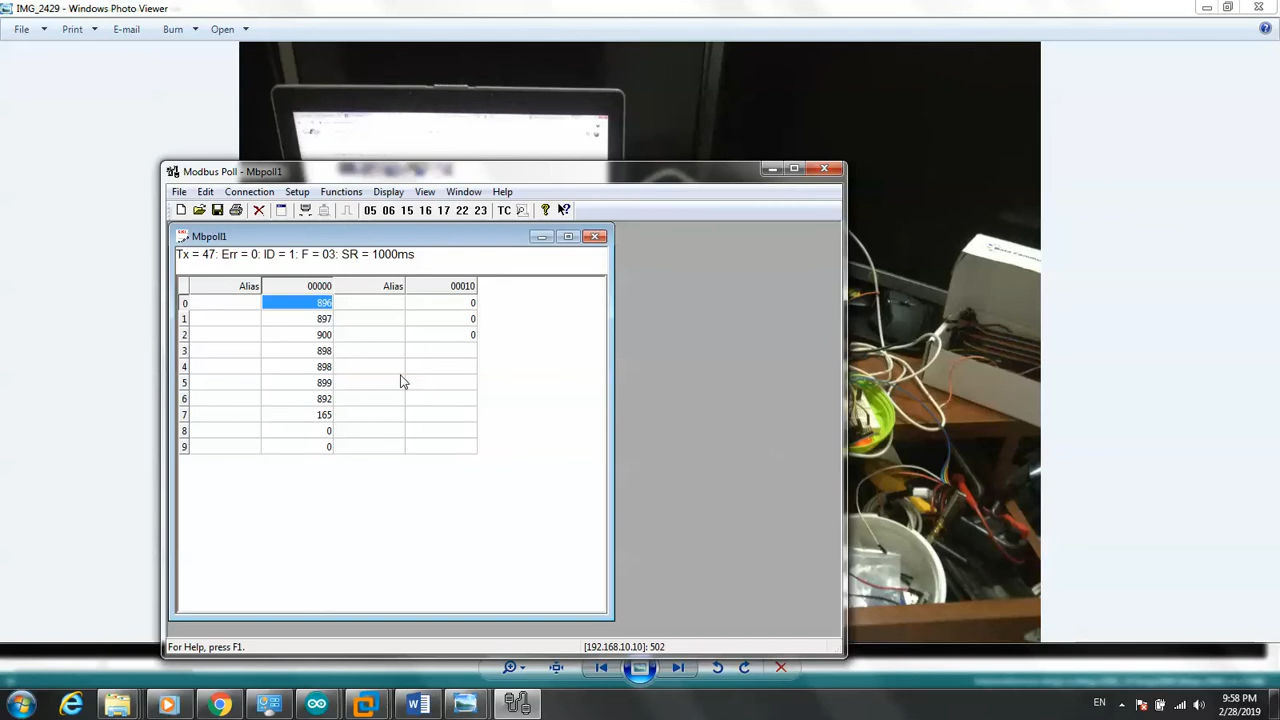 IMG_2429 - Windows Photo Viewer
File Print E-mail Burn Open
Modbus Poll - Mbpoll1
File Edit Connection Setup Functions Display View Window Help
05 06 15 16 17 22 23 TC
Mbpoll1
Tx = 47: Err = 0: ID = 1: F = 03: SR = 1000ms
Alias 00000 Alias 00010
0 896 0
1 897 0
2 900 0
3 898
4 898
5 899
6 892
7 165
8 0
9 0
For Help, press F1. [192.168.10.10]: 502
EN 9:58 PM
2/28/2019